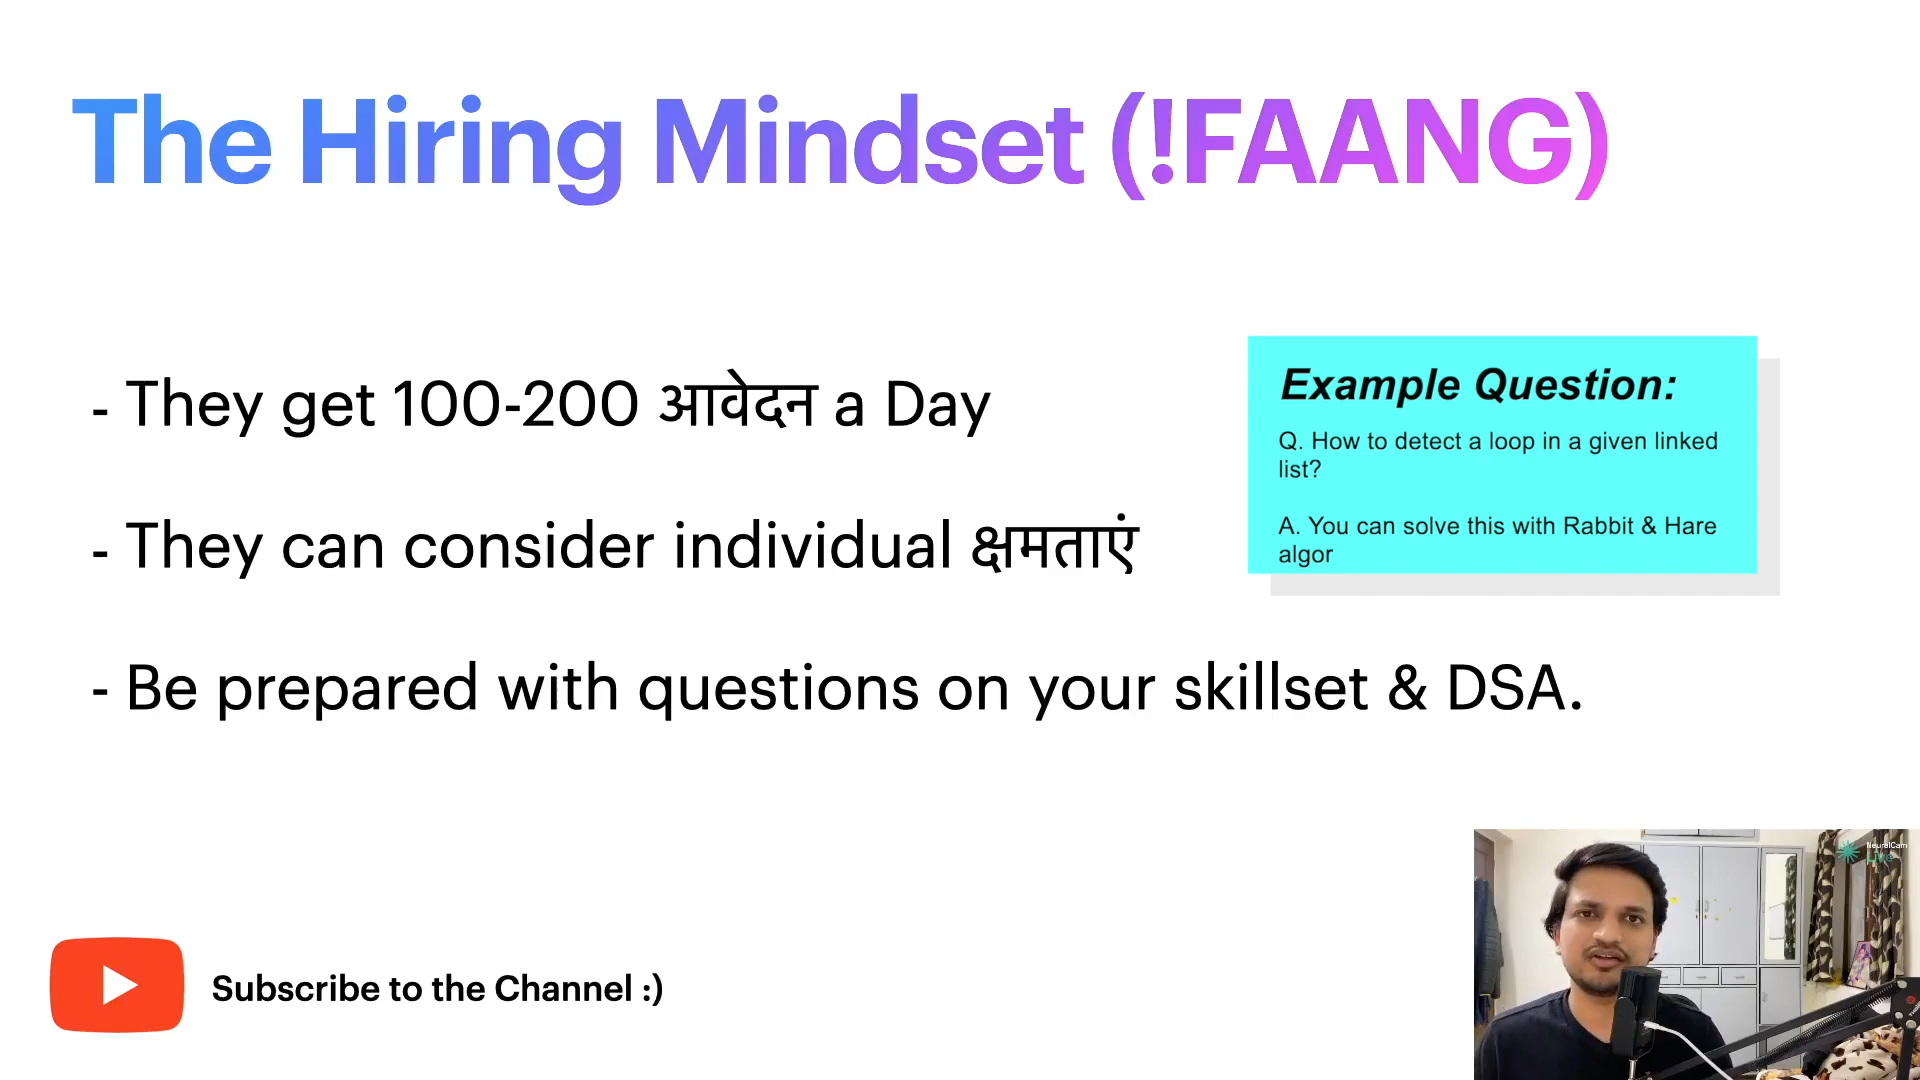 The Hiring Mindset (!FAANG)
- They get 100-200 आवेदन a Day
- They can consider individual क्षमताएं
- Be prepared with questions on your skillset & DSA.
Example Question:
Q. How to detect a loop in a given linked
list?
A. You can solve this with Rabbit & Hare
algor
Subscribe to the Channel :)
NeuralCam
Live